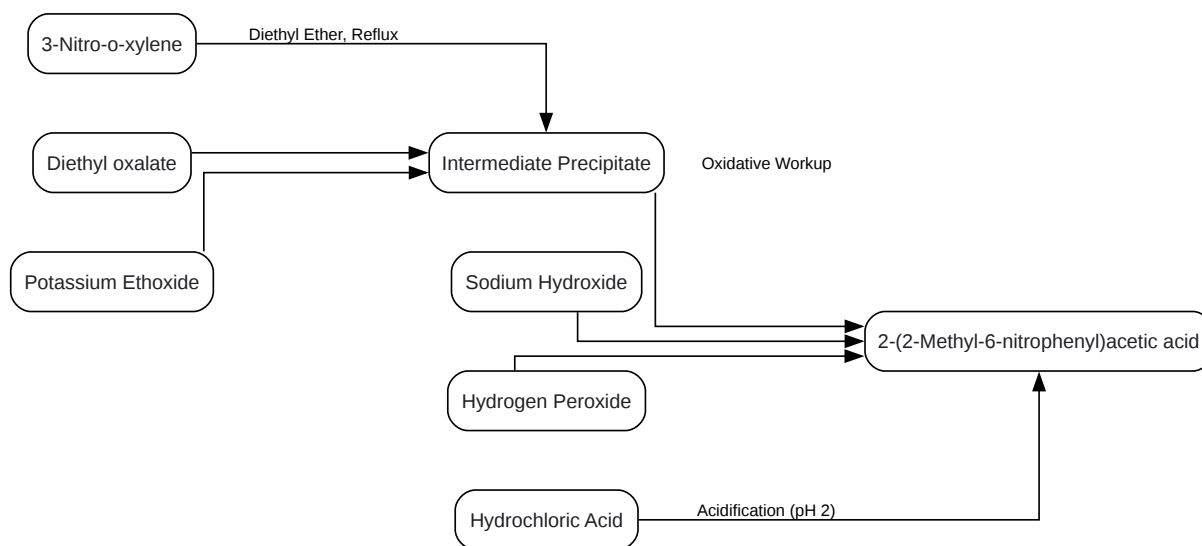 3-Nitro-o-xylene
Diethyl Ether, Reflux
Diethyl oxalate
Intermediate Precipitate
Oxidative Workup
Potassium Ethoxide
Sodium Hydroxide
2-(2-Methyl-6-nitrophenyl)acetic acid
Hydrogen Peroxide
Hydrochloric Acid
Acidification (pH 2)